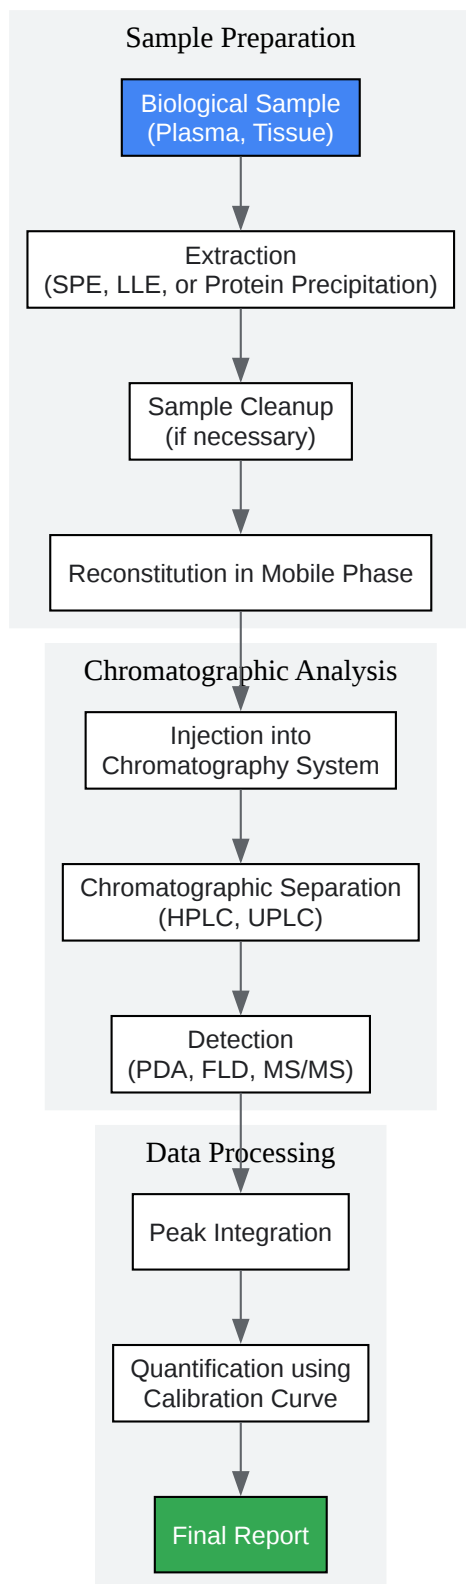 Sample Preparation
Biological Sample
(Plasma, Tissue)
Extraction
(SPE, LLE, or Protein Precipitation)
Sample Cleanup
(if necessary)
Reconstitution in Mobile Phase
Chromatographic Analysis
Injection into
Chromatography System
Chromatographic Separation
(HPLC, UPLC)
Detection
(PDA, FLD, MS/MS)
Data Processing
Peak Integration
Quantification using
Calibration Curve
Final Report